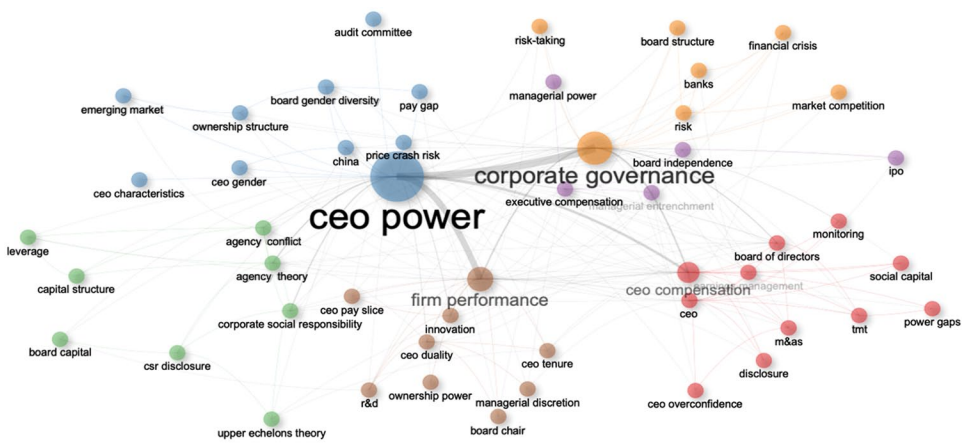 audit committee
risk-taking
board structure
financial crisis
managerial power
banks
emerging market
board gender diversity
pay gap
market competition
ownership structure
risk
china
price crash risk
board independence
ipo
ceo characteristics
ceo gender
corporate governance
executive compensation
managerial entrenchment
ceo power
leverage
agency conflict
monitoring
board of directors
capital structure
agency theory
social capital
firm performance
ceo compensation
earnings management
ceo pay slice
corporate social responsibility
innovation
ceo
tmt
power gaps
board capital
csr disclosure
ceo duality
ceo tenure
m&as
disclosure
r&d
ownership power
managerial discretion
ceo overconfidence
upper echelons theory
board chair